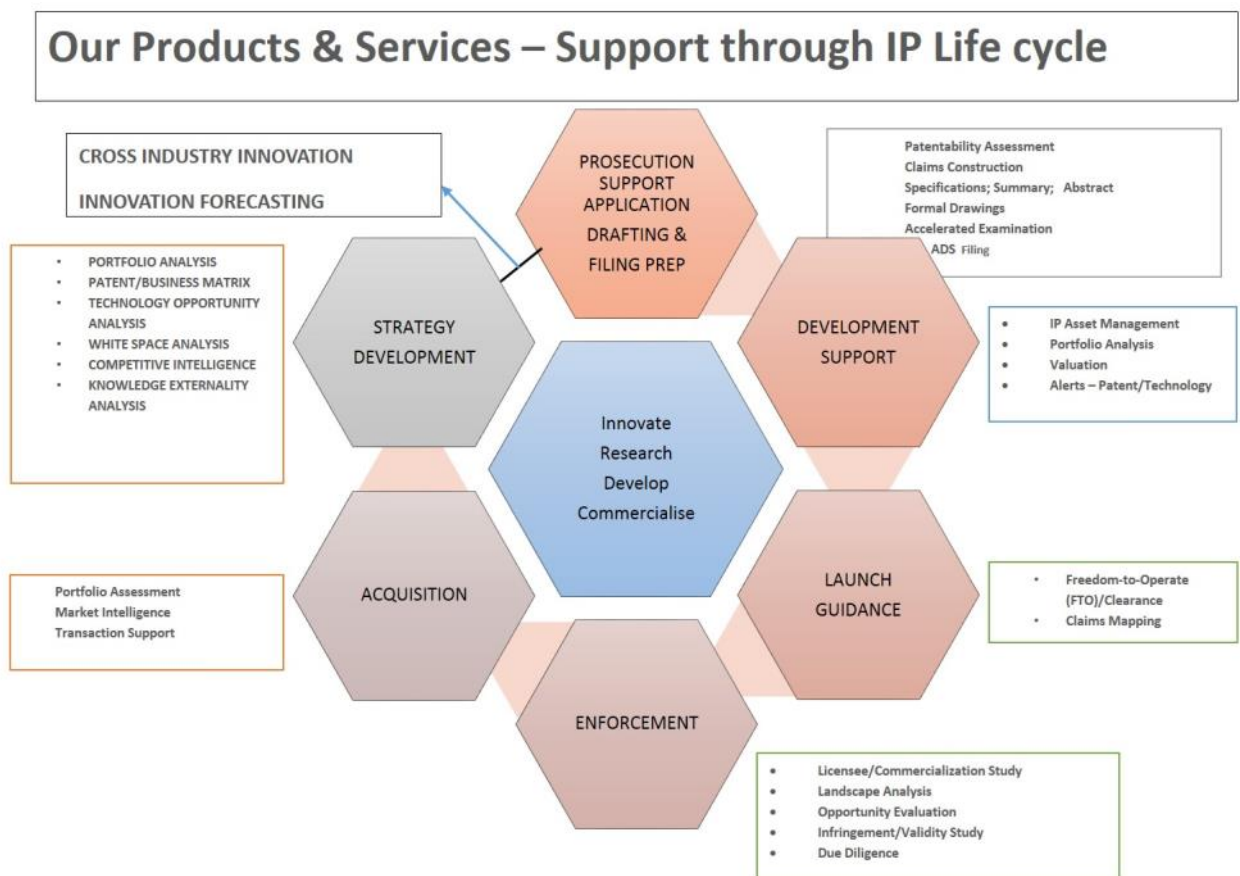 Our Products & Services – Support through IP Life cycle
CROSS INDUSTRY INNOVATION
INNOVATION FORECASTING
PROSECUTION
SUPPORT
APPLICATION
DRAFTING &
FILING PREP
Patentability Assessment
Claims Construction
Specifications; Summary; Abstract
Formal Drawings
Accelerated Examination
ADS Filing
• PORTFOLIO ANALYSIS
• PATENT/BUSINESS MATRIX
• TECHNOLOGY OPPORTUNITY
ANALYSIS
• WHITE SPACE ANALYSIS
• COMPETITIVE INTELLIGENCE
• KNOWLEDGE EXTERNALITY
ANALYSIS
STRATEGY
DEVELOPMENT
DEVELOPMENT
SUPPORT
• IP Asset Management
• Portfolio Analysis
• Valuation
• Alerts – Patent/Technology
Innovate
Research
Develop
Commercialise
Portfolio Assessment
Market Intelligence
Transaction Support
ACQUISITION
LAUNCH
GUIDANCE
• Freedom-to-Operate
(FTO)/Clearance
• Claims Mapping
ENFORCEMENT
• Licensee/Commercialization Study
• Landscape Analysis
• Opportunity Evaluation
• Infringement/Validity Study
• Due Diligence